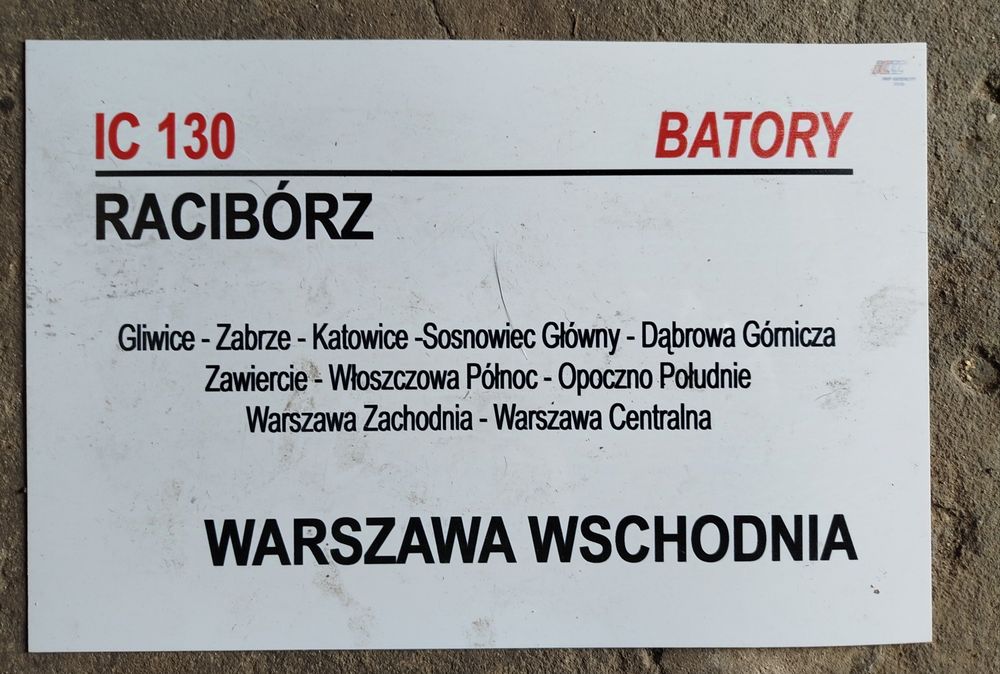 IC 130 BATORY
RACIBÓRZ
Gliwice - Zabrze - Katowice -Sosnowiec Główny - Dąbrowa Górnicza
Zawiercie - Włoszczowa Północ - Opoczno Południe
Warszawa Zachodnia - Warszawa Centralna
WARSZAWA WSCHODNIA